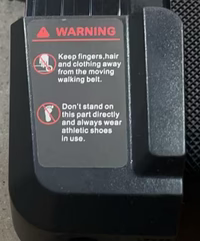 WARNING
Keep fingers,hair
and clothing away
from the moving
walking belt.
Don't stand on
this part directly
and always wear
athletic shoes
in use.